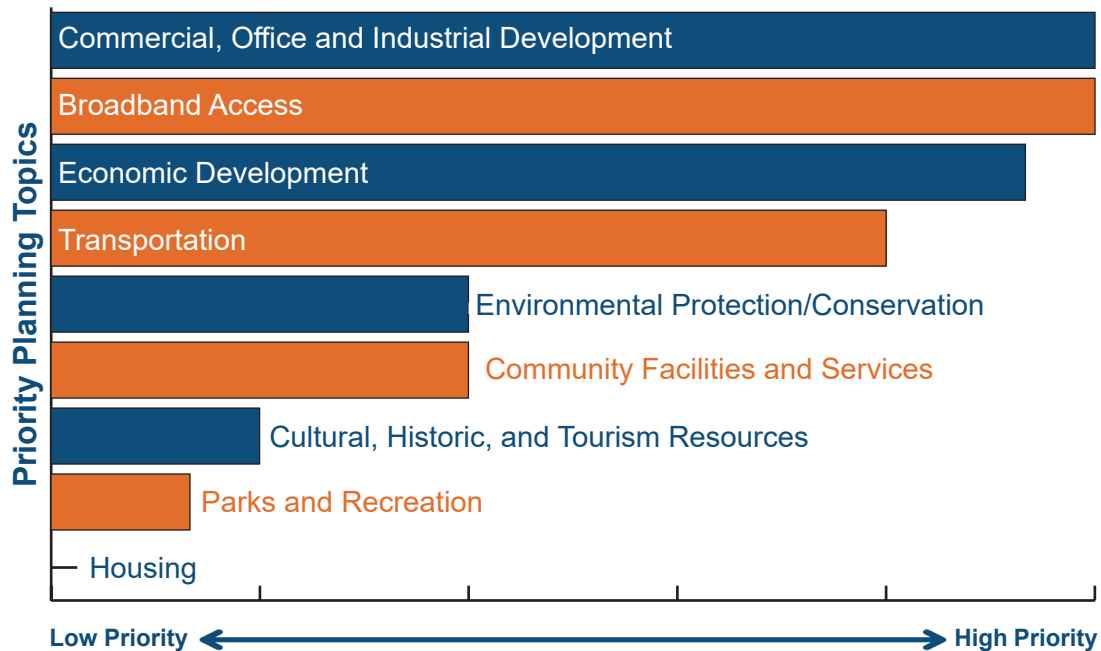 Priority Planning Topics
Commercial, Office and Industrial Development
Broadband Access
Economic Development
Transportation
Environmental Protection/Conservation
Community Facilities and Services
Cultural, Historic, and Tourism Resources
Parks and Recreation
Housing
Low Priority
High Priority